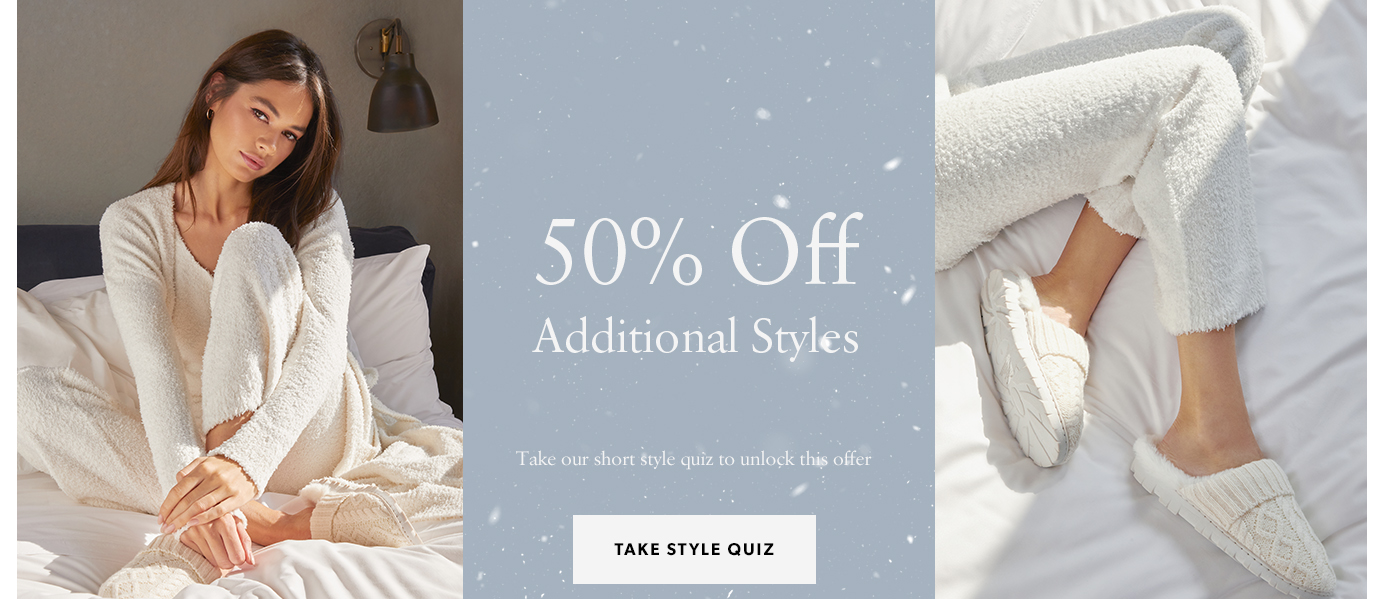 50% Off
Additional Styles
Take our short style quiz to unlock this offer
TAKE STYLE QUIZ